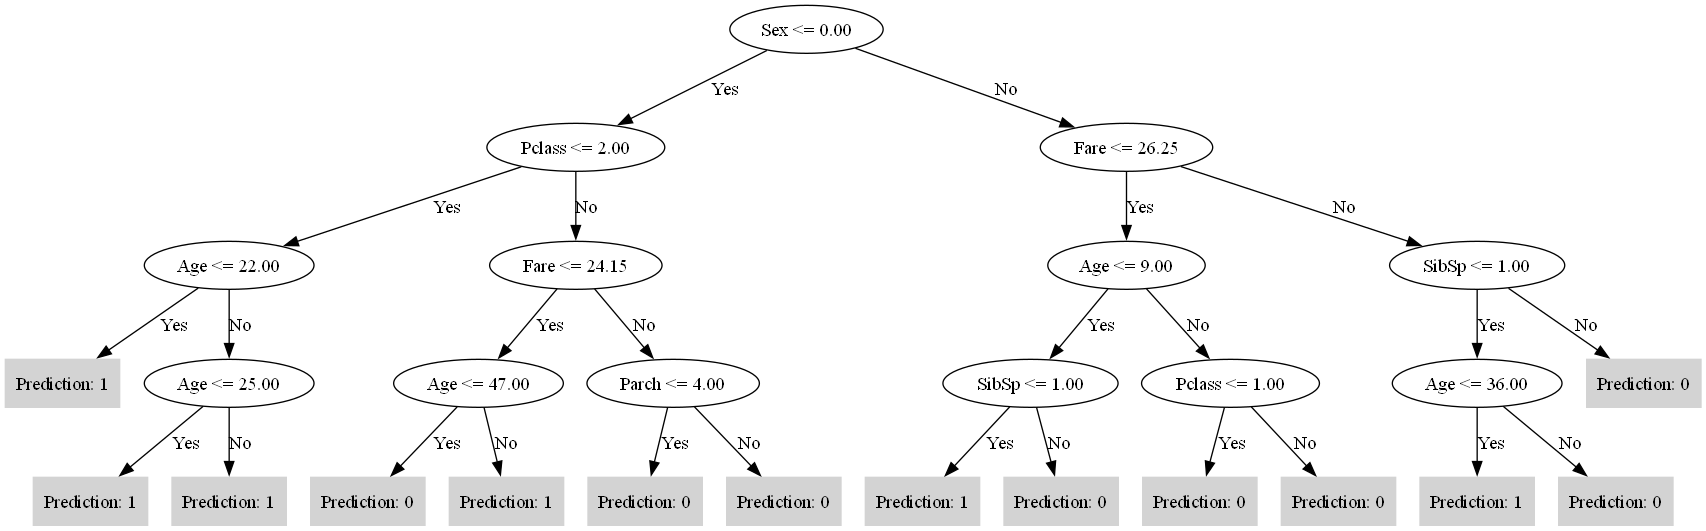 Sex <= 0.00
Yes
No
Pclass <= 2.00
Fare <= 26.25
Yes
No
Yes
No
Age <= 22.00
Fare <= 24.15
Age <= 9.00
SibSp <= 1.00
Yes
No
Yes
No
Yes
No
Yes
No
Prediction: 1
Age <= 25.00
Age <= 47.00
Parch <= 4.00
SibSp <= 1.00
Pclass <= 1.00
Age <= 36.00
Prediction: 0
Yes
No
Yes
No
Yes
No
Yes
No
Yes
No
Yes
No
Prediction: 1
Prediction: 1
Prediction: 0
Prediction: 1
Prediction: 0
Prediction: 0
Prediction: 1
Prediction: 0
Prediction: 0
Prediction: 0
Prediction: 1
Prediction: 0